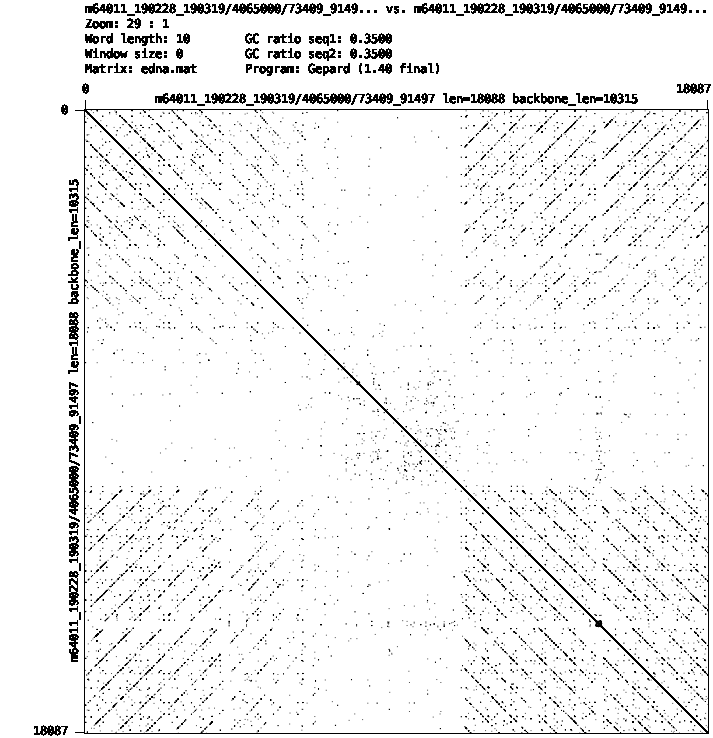 m64011_190228_190319/4065000/73409_9149... vs. m64011_190228_190319/4065000/73409_9149...
Zoom: 29 : 1
Word length: 10 GC ratio seq1: 0.3500
Window size: 0 GC ratio seq2: 0.3500
Matrix: edna.mat Program: Gepard (1.40 final)
0 18087
m64011_190228_190319/4065000/73409_91497 len=18088 backbone_len=10315
0
m64011_190228_190319/4065000/73409_91497 len=18088 backbone_len=10315
18087